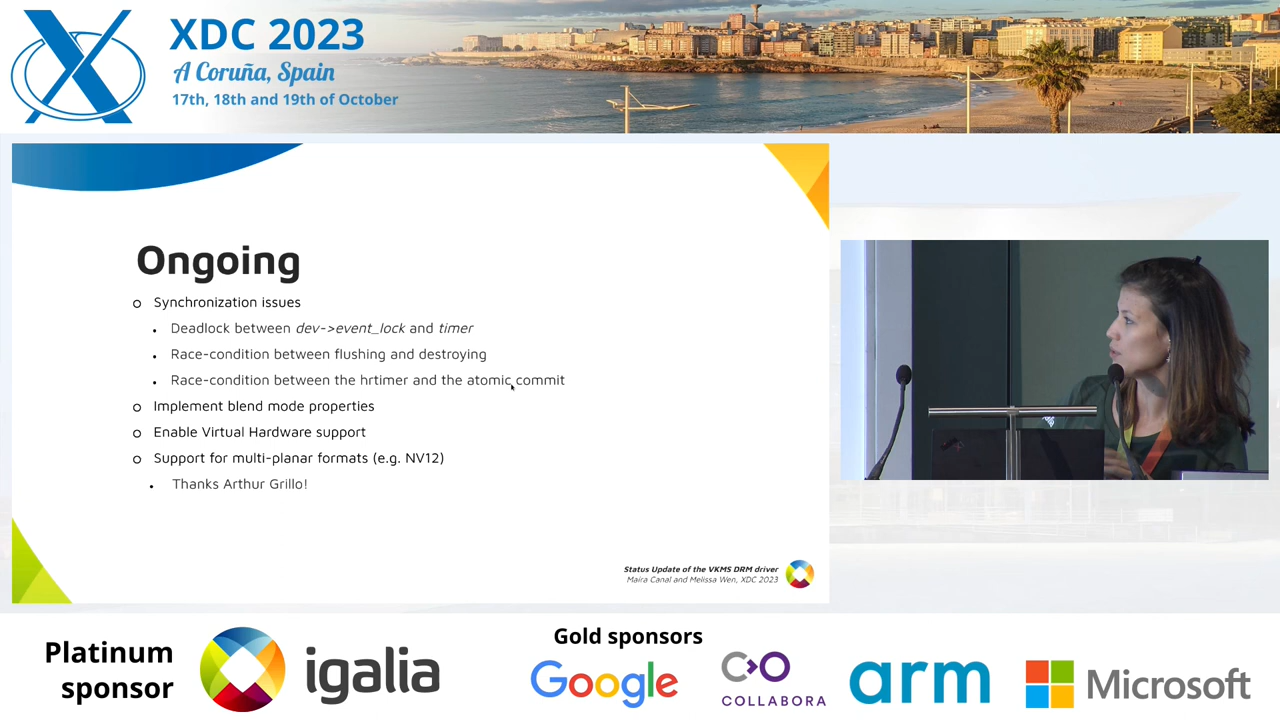 XDC 2023
A Coruña, Spain
17th, 18th and 19th of October
Ongoing
Synchronization issues
Deadlock between dev->event_lock and timer
Race-condition between flushing and destroying
Race-condition between the hrtimer and the atomic commit
Implement blend mode properties
Enable Virtual Hardware support
Support for multi-planar formats (e.g. NV12)
Thanks Arthur Grillo!
Status Update of the VKMS DRM driver
Maíra Canal and Melissa Wen, XDC 2023
Platinum
sponsor
igalia
Gold sponsors
Google
COLLABORA
arm
Microsoft